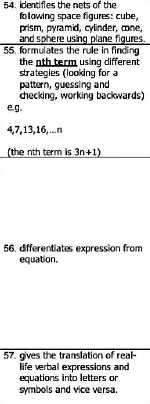 54. identifies the nets of the
following space figures: cube,
prism, pyramid, cylinder, cone,
and sphere using plane figures.
55. formulates the rule in finding
the nth term using different
strategies (looking for a
pattern, guessing and
checking, working backwards)
e.g.
4,7,13,16,...n
(the nth term is 3n+1)
56. differentiates expression from
equation.
57. gives the translation of real-
life verbal expressions and
equations into letters or
symbols and vice versa.